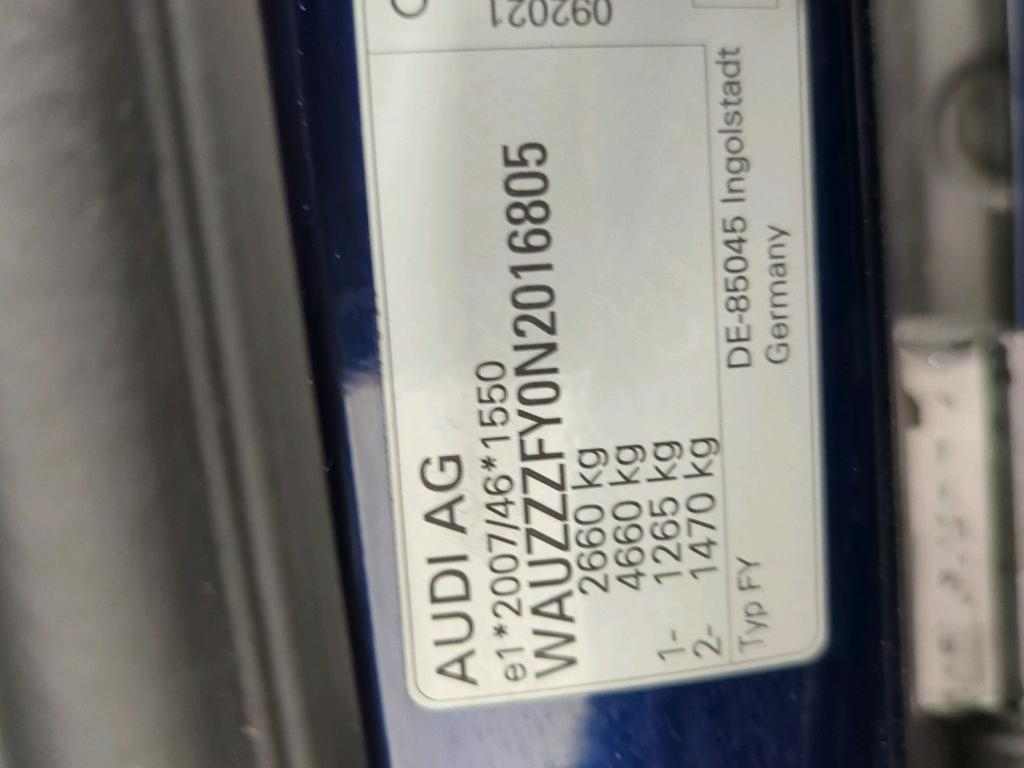 AUDI AG
e1*2007/46*1550
WAUZZZFY0N2016805
2660 kg
4660 kg
1- 1265 kg
2- 1470 kg
Typ FY
DE-85045 Ingolstadt
Germany
092021